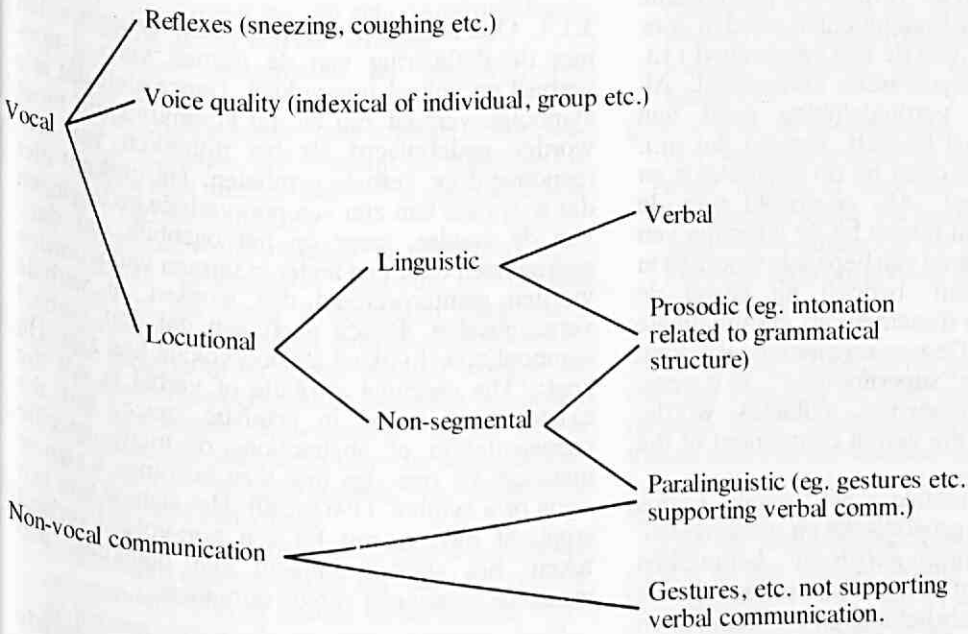 Reflexes (sneezing, coughing etc.)
Vocal
Voice quality (indexical of individual, group etc.)
Verbal
Linguistic
Prosodic (eg. intonation
related to grammatical
structure)
Locutional
Non-segmental
Paralinguistic (eg. gestures etc.
supporting verbal comm.)
Non-vocal communication
Gestures, etc. not supporting
verbal communication.